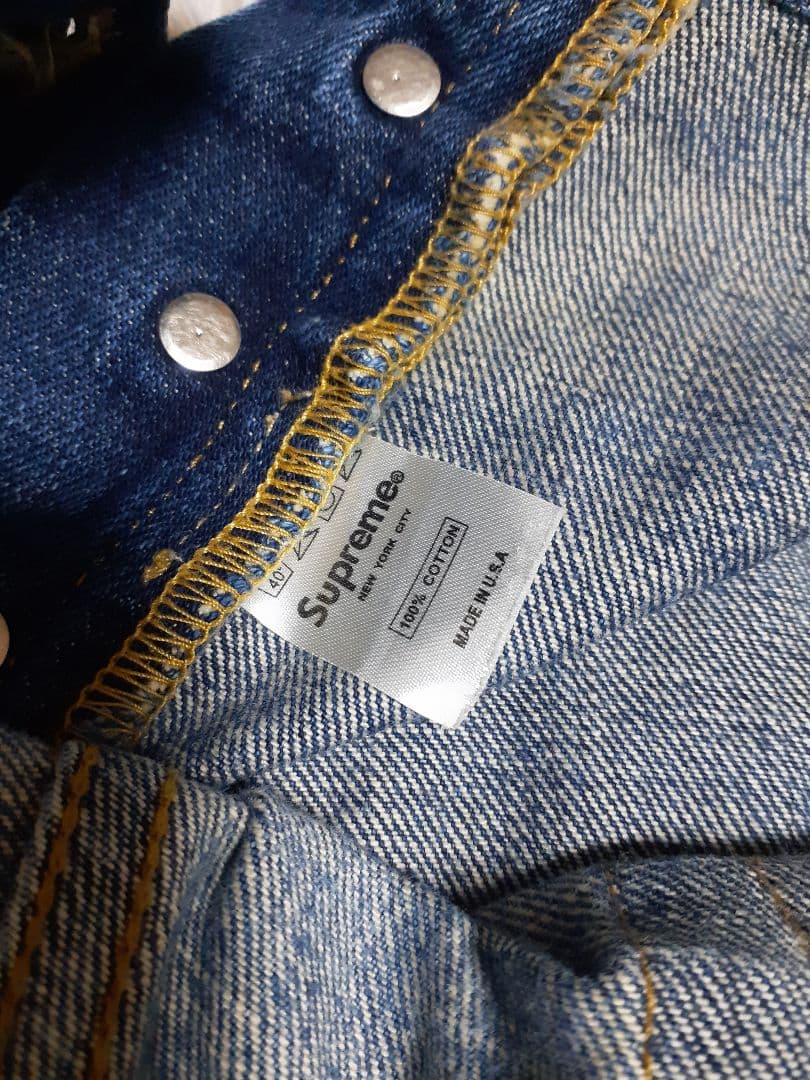 40°
Supreme®
NEW YORK CITY
100% COTTON
MADE IN U.S.A